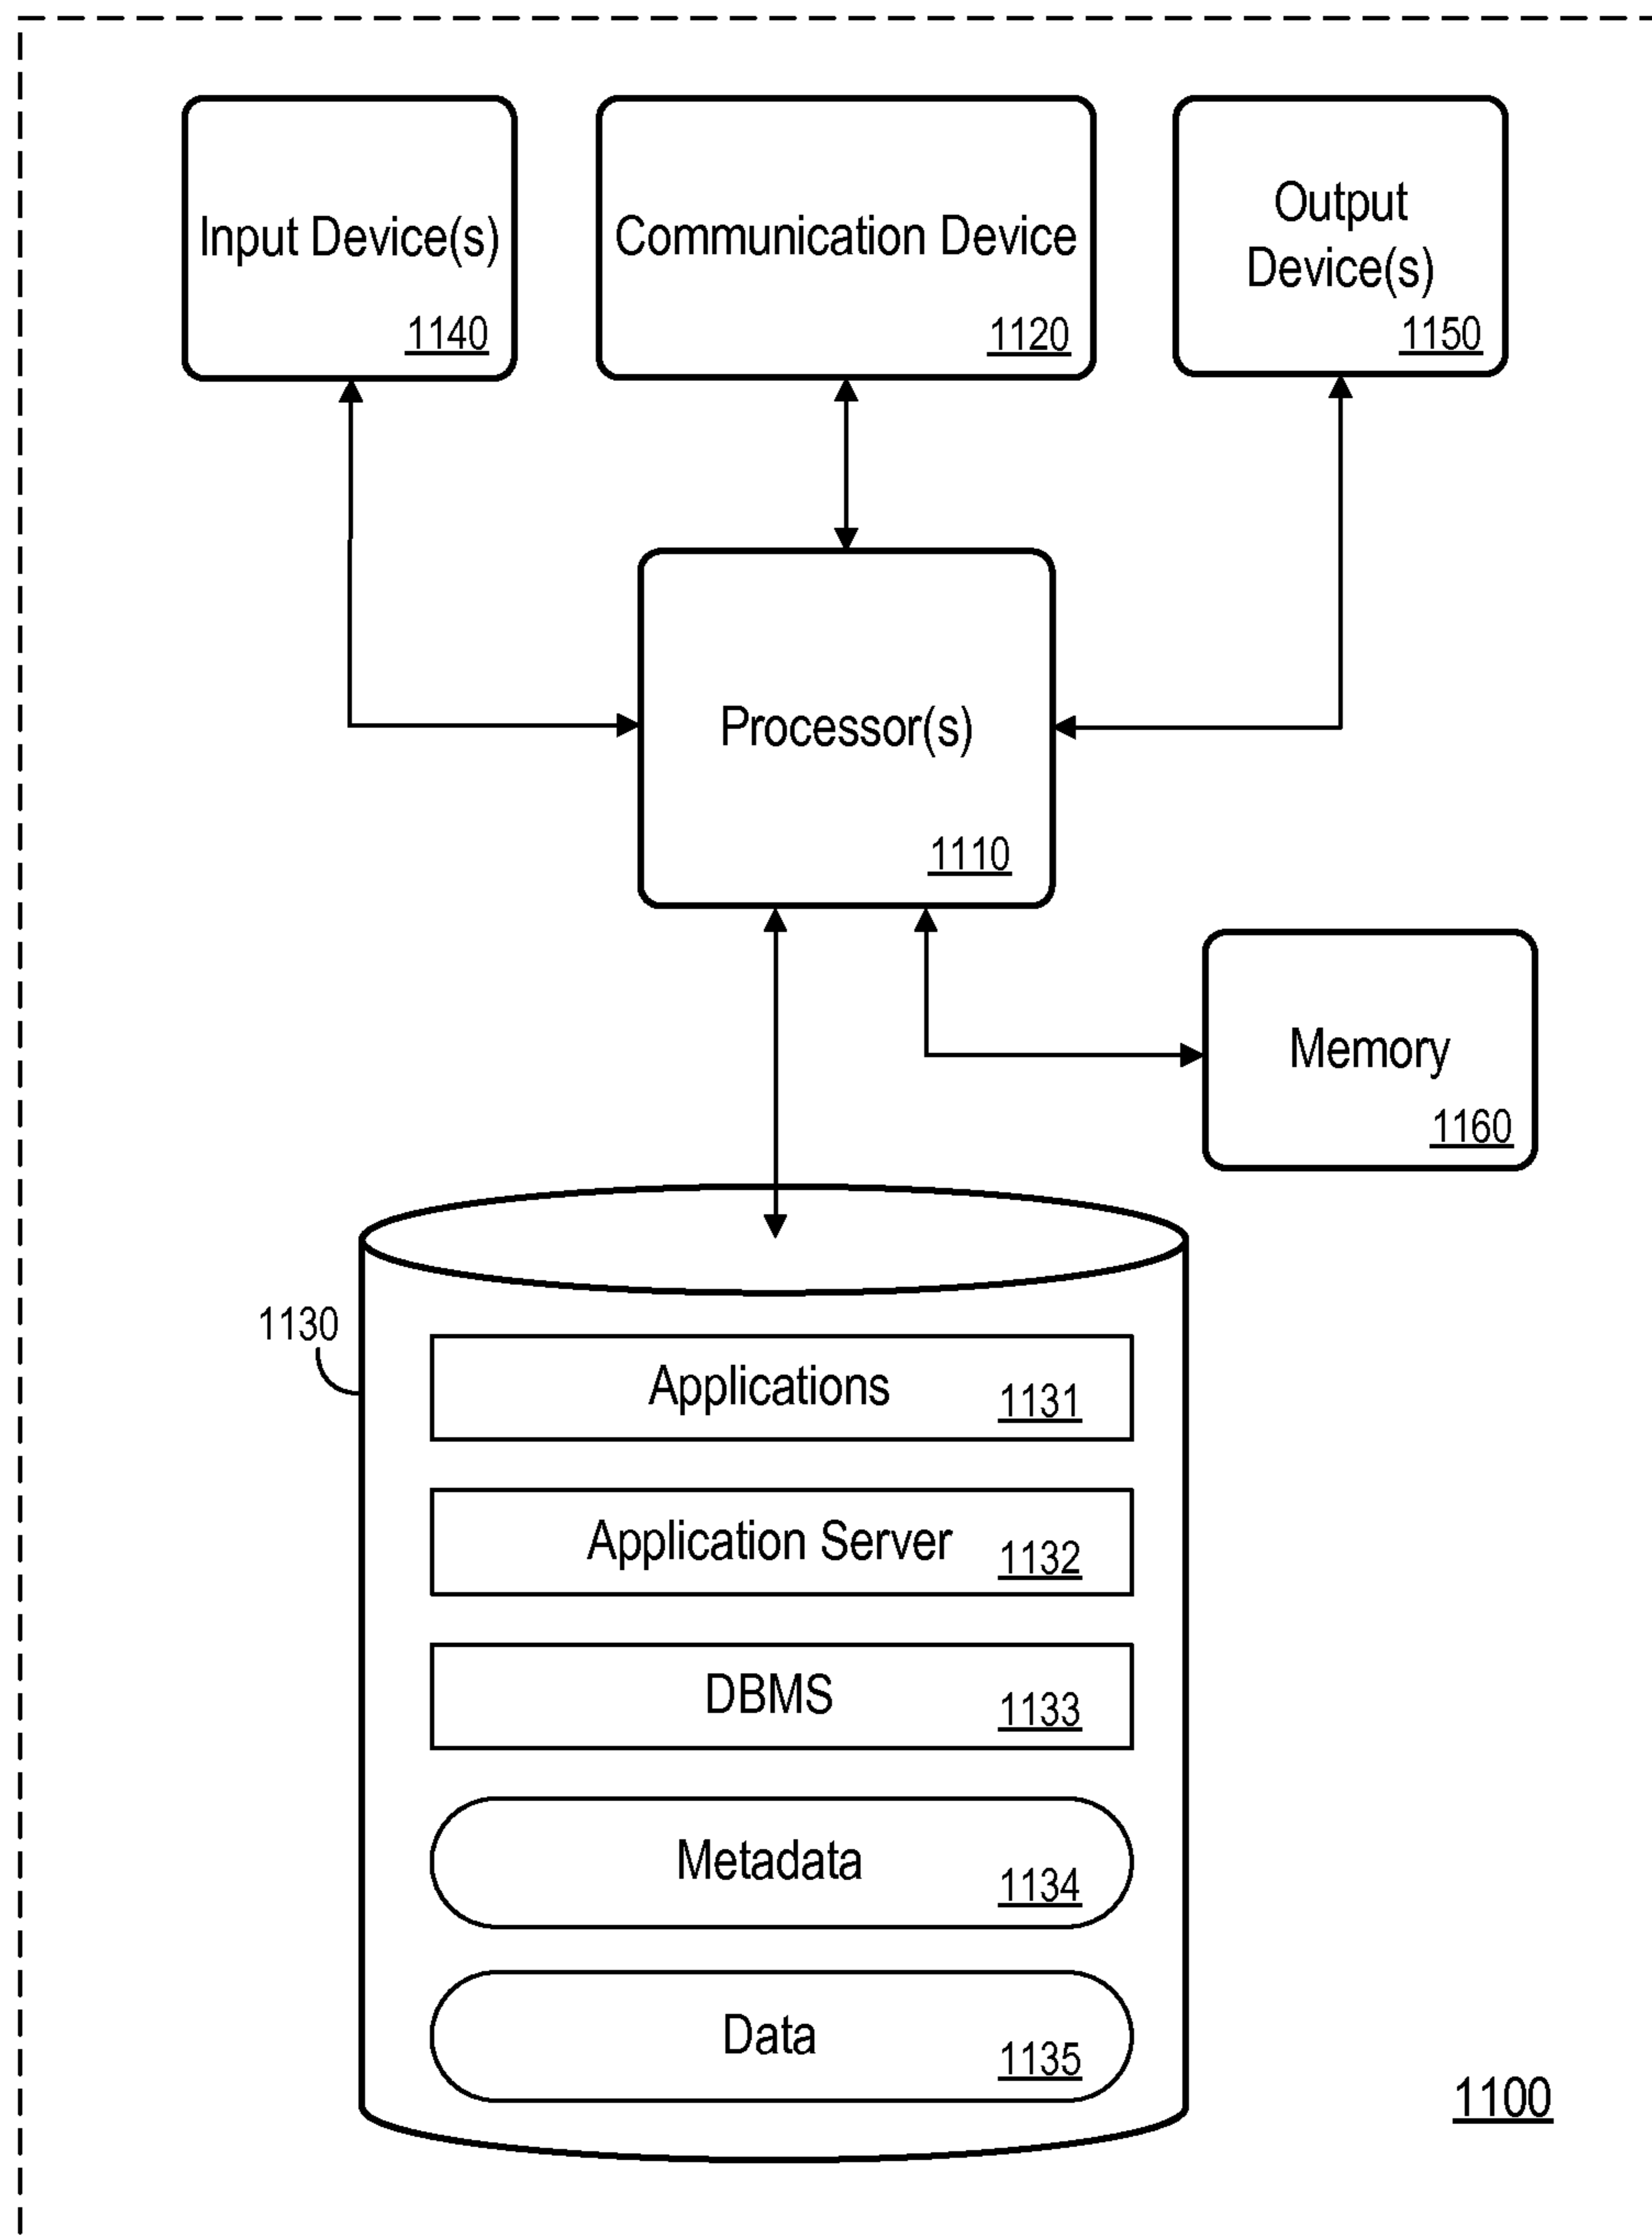 Input Device(s)
1140
Communication Device
1120
Output
Device(s)
1150
Processor(s)
1110
Memory
1160
1130
Applications 1131
Application Server 1132
DBMS 1133
Metadata 1134
Data 1135
1100